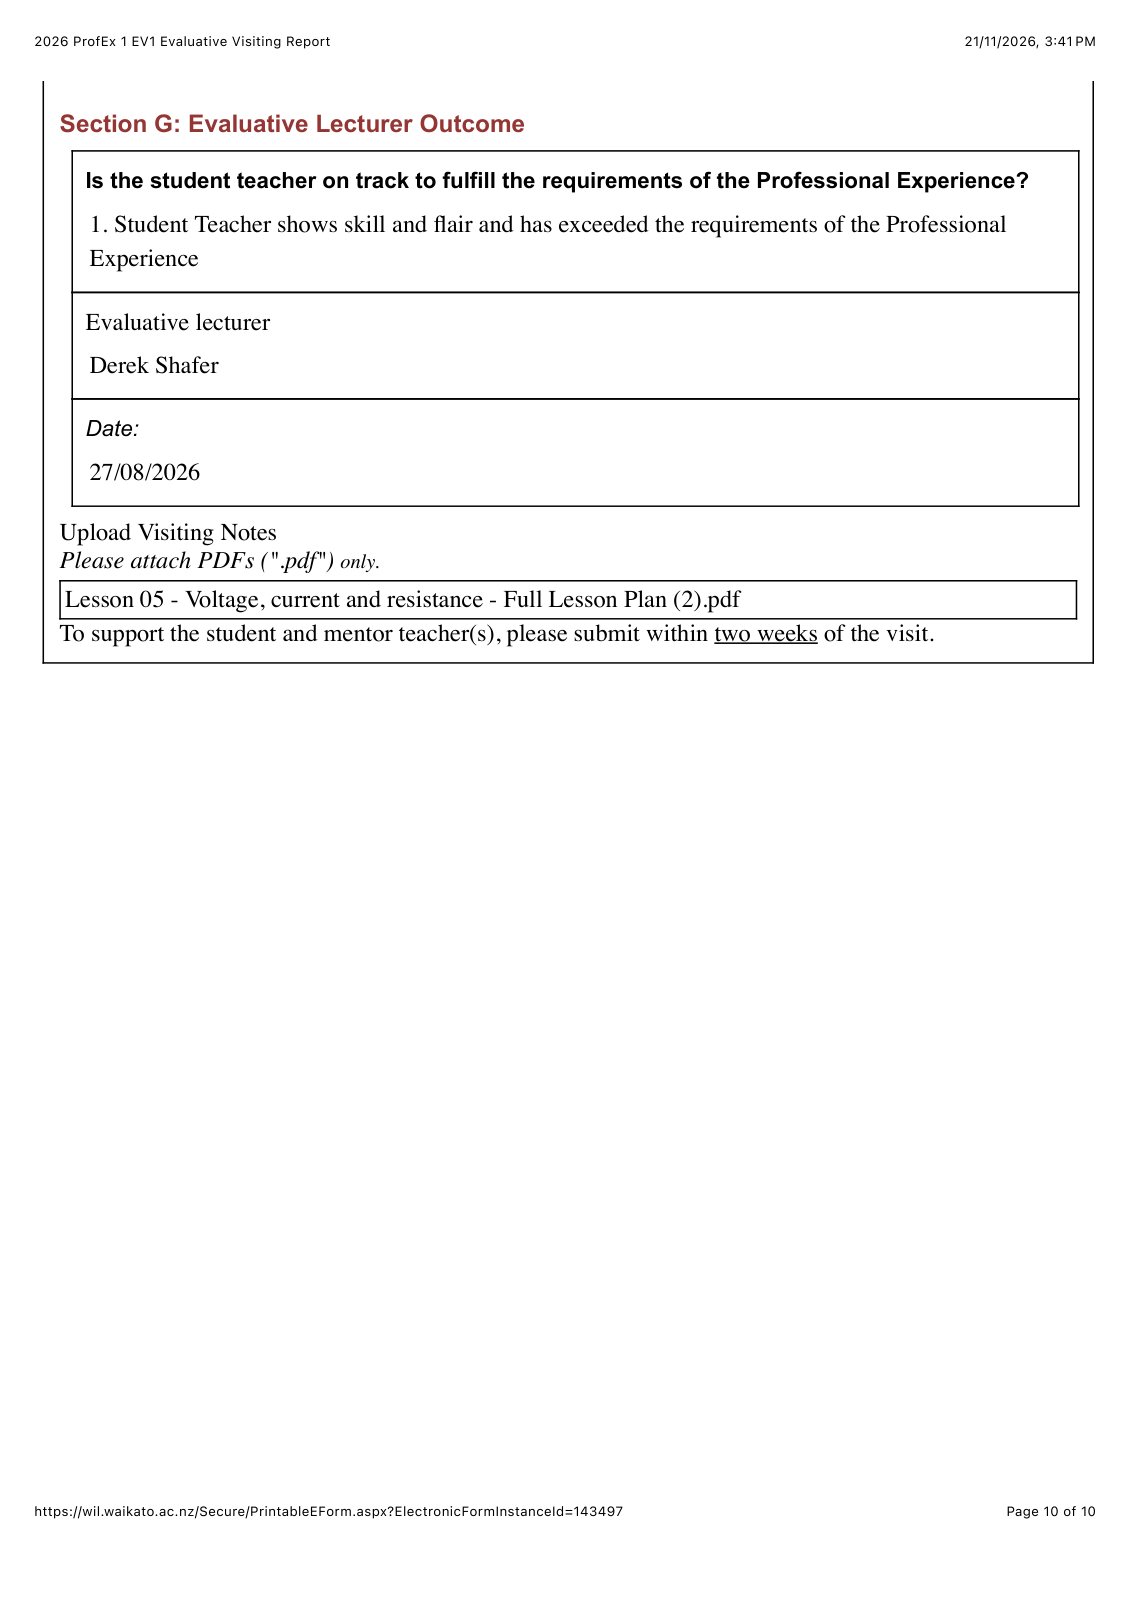 2026 ProfEx 1 EV1 Evaluative Visiting Report
21/11/2026, 3:41 PM
Section G: Evaluative Lecturer Outcome
Is the student teacher on track to fulfill the requirements of the Professional Experience?
1. Student Teacher shows skill and flair and has exceeded the requirements of the Professional
Experience
Evaluative lecturer
Derek Shafer
Date:
27/08/2026
Upload Visiting Notes
Please attach PDFs (".pdf") only.
Lesson 05 - Voltage, current and resistance - Full Lesson Plan (2).pdf
To support the student and mentor teacher(s), please submit within two weeks of the visit.
https://wil.waikato.ac.nz/Secure/PrintableEForm.aspx?ElectronicFormInstanceId=143497
Page 10 of 10